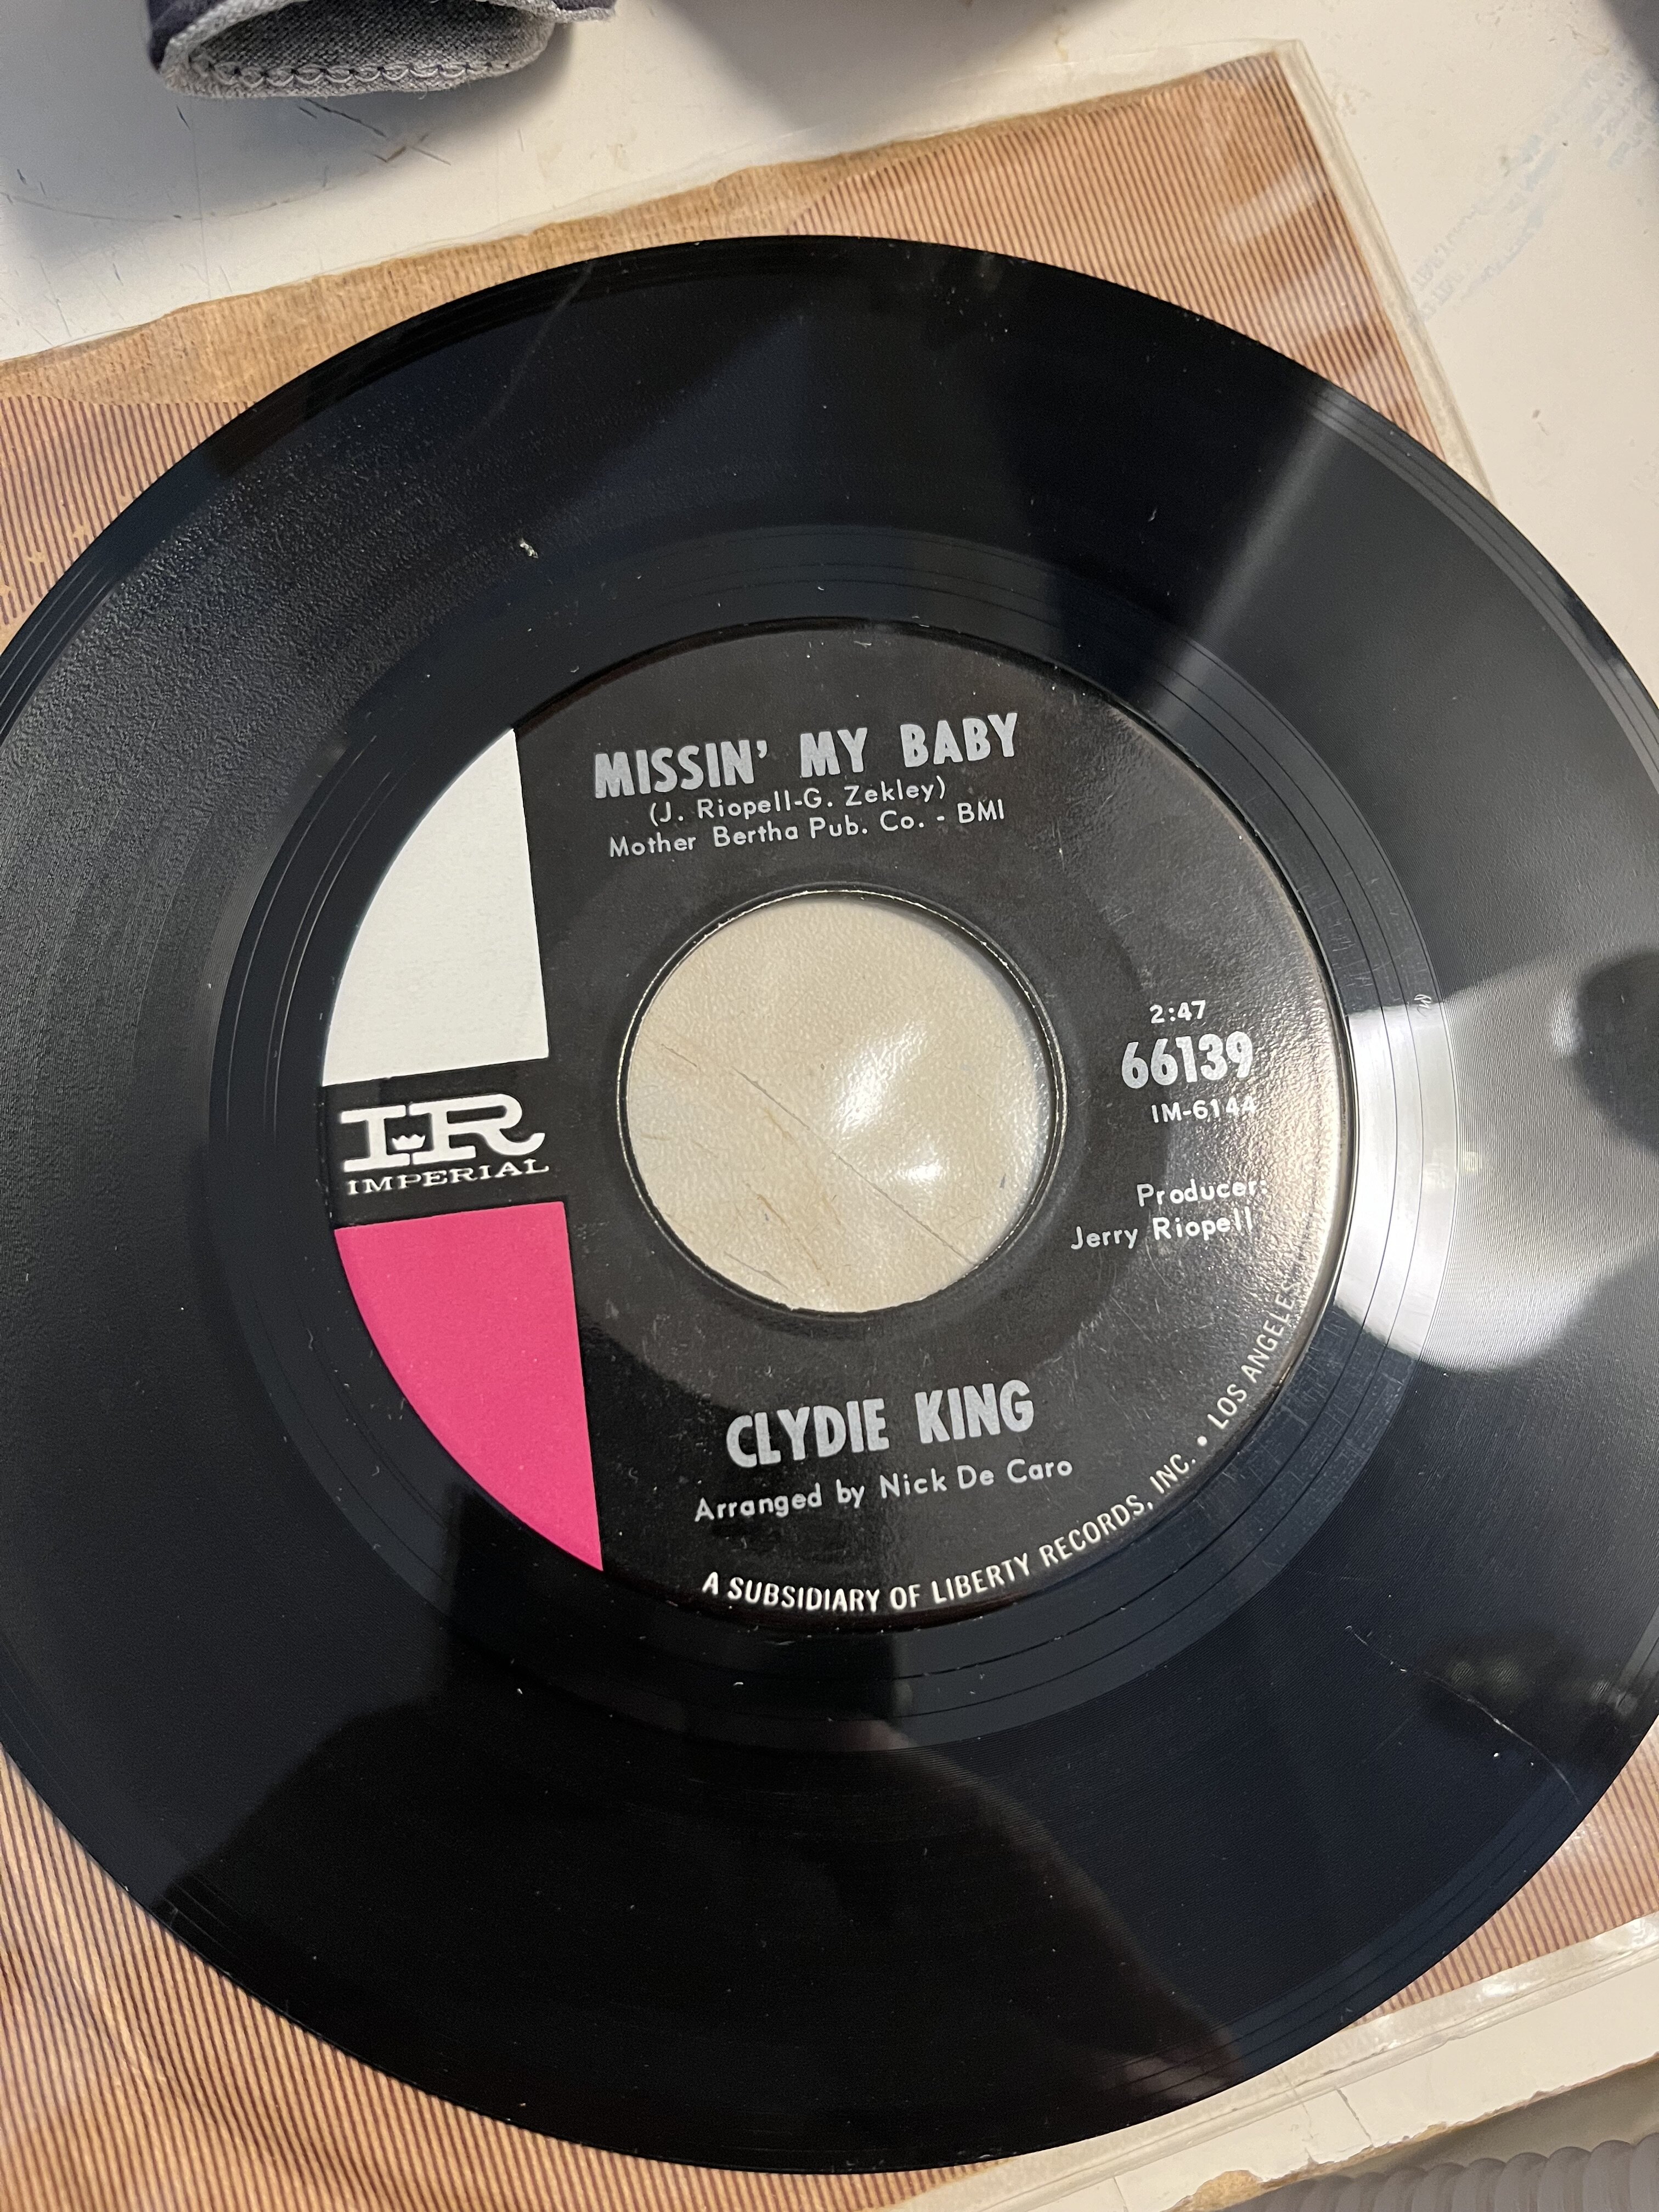 MISSIN' MY BABY
(J. Riopell-G. Zekley)
Mother Bertha Pub. Co. - BMI
2:47
66139
IM-6144
IR
IMPERIAL
Producer:
Jerry Riopell
CLYDIE KING
Arranged by Nick De Caro
A SUBSIDIARY OF LIBERTY RECORDS, INC. • LOS ANGELES